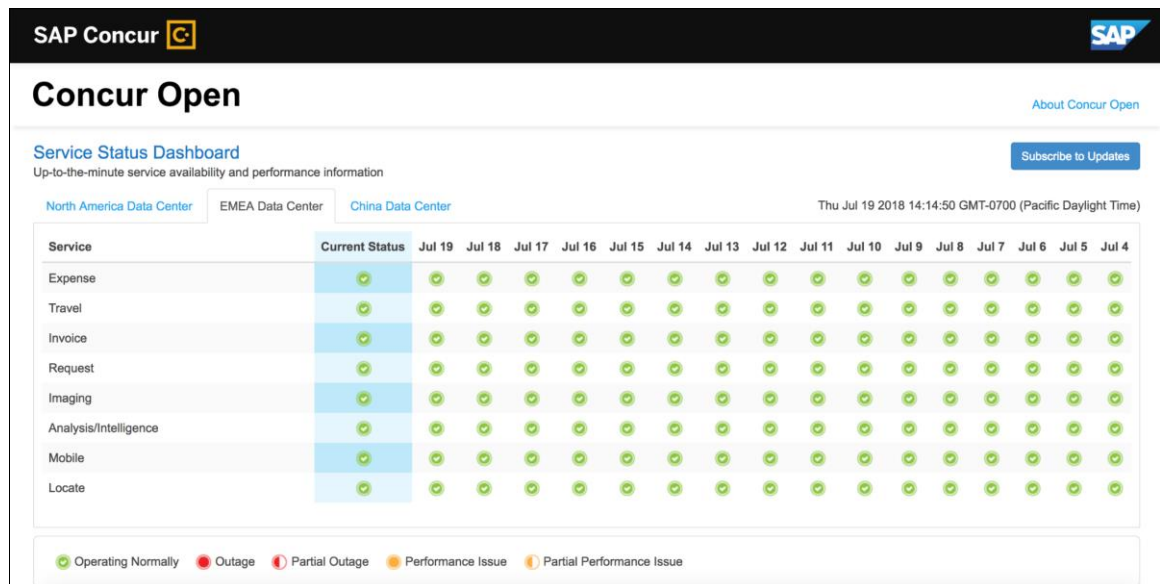 SAP Concur C
SAP
Concur Open
About Concur Open
Service Status Dashboard
Up-to-the-minute service availability and performance information
Subscribe to Updates
North America Data Center EMEA Data Center China Data Center Thu Jul 19 2018 14:14:50 GMT-0700 (Pacific Daylight Time)
Service Current Status Jul 19 Jul 18 Jul 17 Jul 16 Jul 15 Jul 14 Jul 13 Jul 12 Jul 11 Jul 10 Jul 9 Jul 8 Jul 7 Jul 6 Jul 5 Jul 4
Expense
Travel
Invoice
Request
Imaging
Analysis/Intelligence
Mobile
Locate
Operating Normally Outage Partial Outage Performance Issue Partial Performance Issue